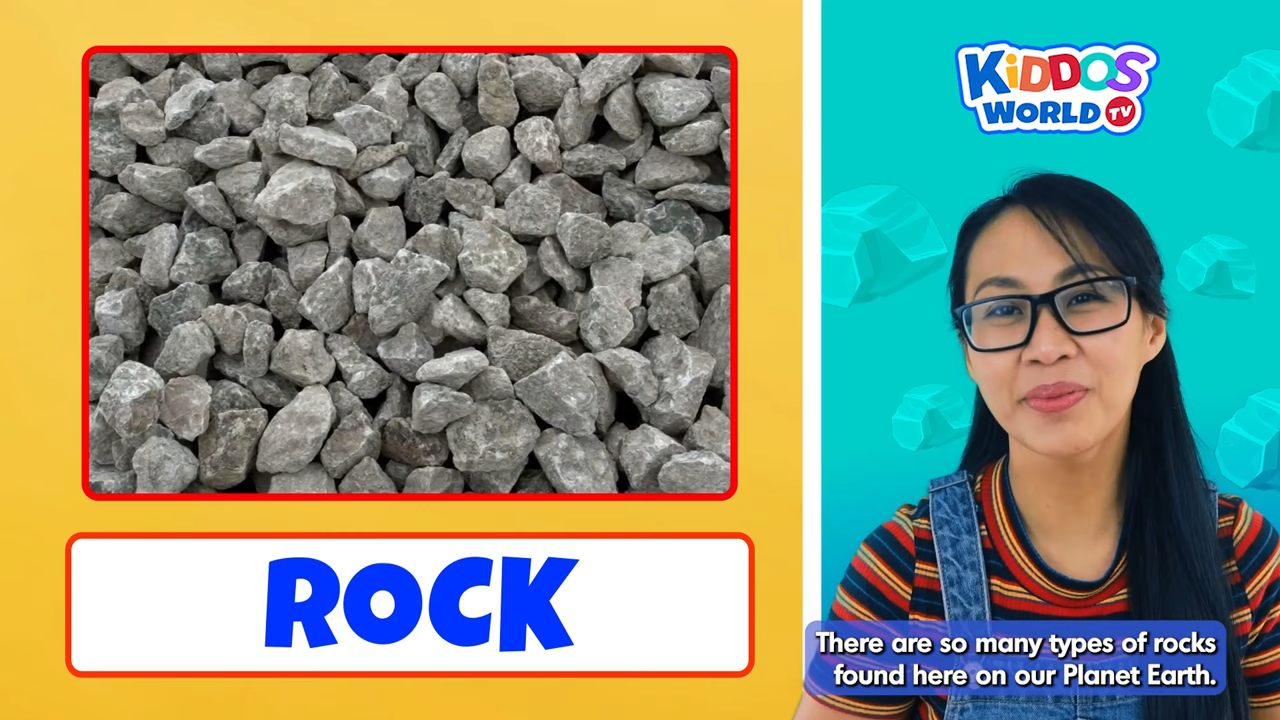 KiDDOS
WORLD TV
ROCK
There are so many types of rocks
found here on our Planet Earth.